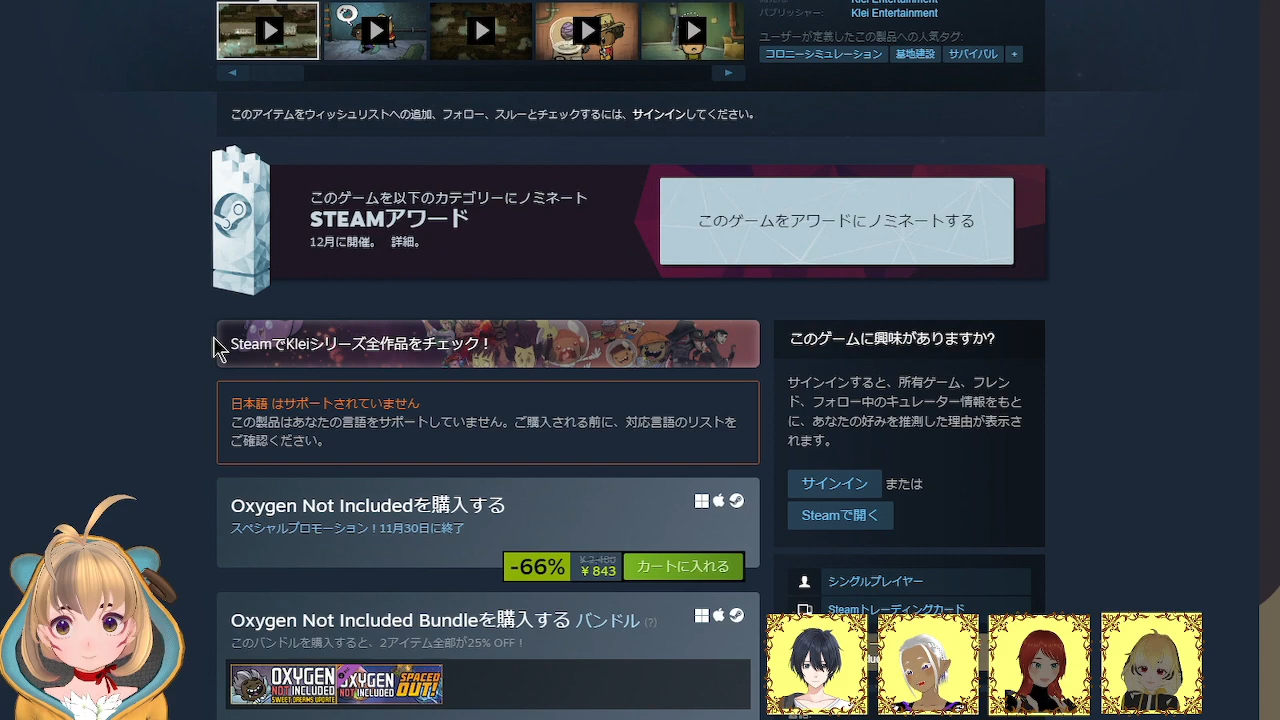 Klei Entertainment
パブリッシャー:
Klei Entertainment
ユーザーが定義したこの製品への人気タグ:
コロニーシミュレーション
基地建設
サバイバル
+
このアイテムをウィッシュリストへの追加、フォロー、スルーとチェックするには、サインインしてください。
このゲームを以下のカテゴリーにノミネート
STEAMアワード
12月に開催。 詳細。
このゲームをアワードにノミネートする
SteamでKleiシリーズ全作品をチェック！
日本語 はサポートされていません
この製品はあなたの言語をサポートしていません。ご購入される前に、対応言語のリストを
ご確認ください。
Oxygen Not Includedを購入する
スペシャルプロモーション！11月30日に終了
-66%
¥ 2,480
¥ 843
カートに入れる
Oxygen Not Included Bundleを購入する バンドル (?)
このバンドルを購入すると、2アイテム全部が25% OFF！
OXYGEN
NOT INCLUDED
SWEET DREAMS UPDATE
OXYGEN
NOT INCLUDED
SPACED
OUT!
このゲームに興味がありますか?
サインインすると、所有ゲーム、フレン
ド、フォロー中のキュレーター情報をもと
に、あなたの好みを推測した理由が表示さ
れます。
サインイン または
Steamで開く
シングルプレイヤー
Steamトレーディングカード